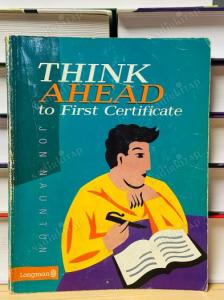 THINK
AHEAD
to First Certificate
JON NAUNTON
Longman